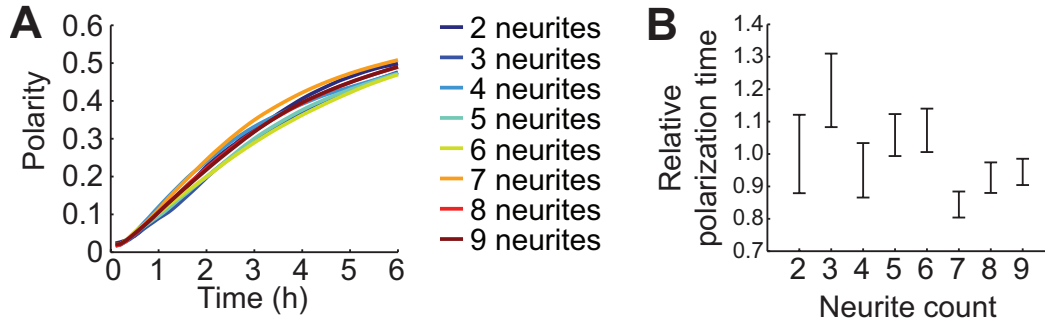 A
Polarity
0.6
0.5
0.4
0.3
0.2
0.1
0
0 1 2 3 4 5 6
Time (h)
2 neurites
3 neurites
4 neurites
5 neurites
6 neurites
7 neurites
8 neurites
9 neurites
B
Relative
polarization time
1.4
1.3
1.2
1.1
1.0
0.9
0.8
0.7
2 3 4 5 6 7 8 9
Neurite count